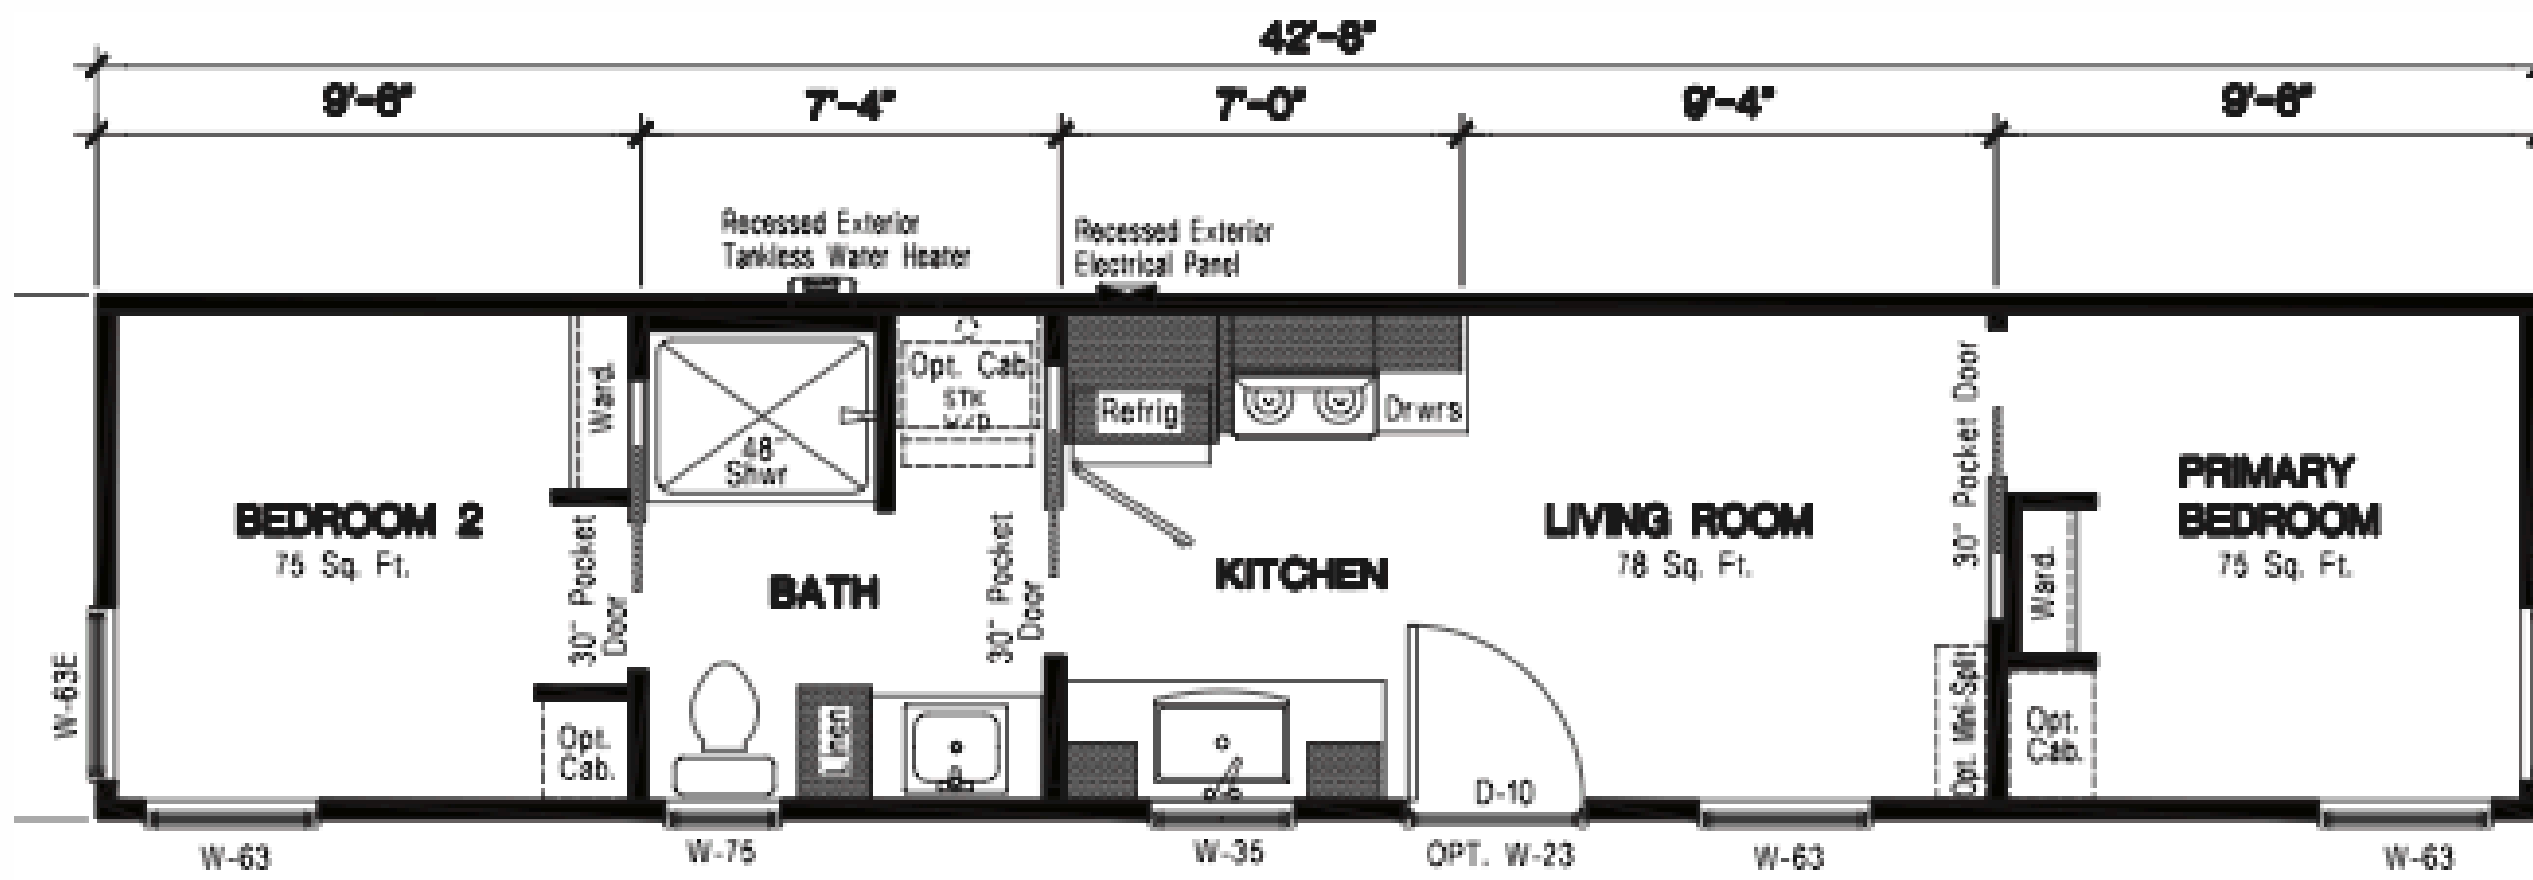 42'-8"
9'-6"
7'-4"
7'-0"
9'-4"
9'-6"
Recessed Exterior
Tankless Water Heater
Recessed Exterior
Electrical Panel
Ward.
48"
Shwr
Opt. Cab.
STK
W/D
Refrig
Drwrs
30" Pocket Door
BEDROOM 2
75 Sq. Ft.
30" Pocket
Door
BATH
30" Pocket
Door
KITCHEN
LIVING ROOM
78 Sq. Ft.
PRIMARY
BEDROOM
75 Sq. Ft.
Ward.
W-63E
Opt.
Cab.
Linen
D-10
Opt. Mini-Split
Opt.
Cab.
W-63
W-75
W-35
OPT. W-23
W-63
W-63